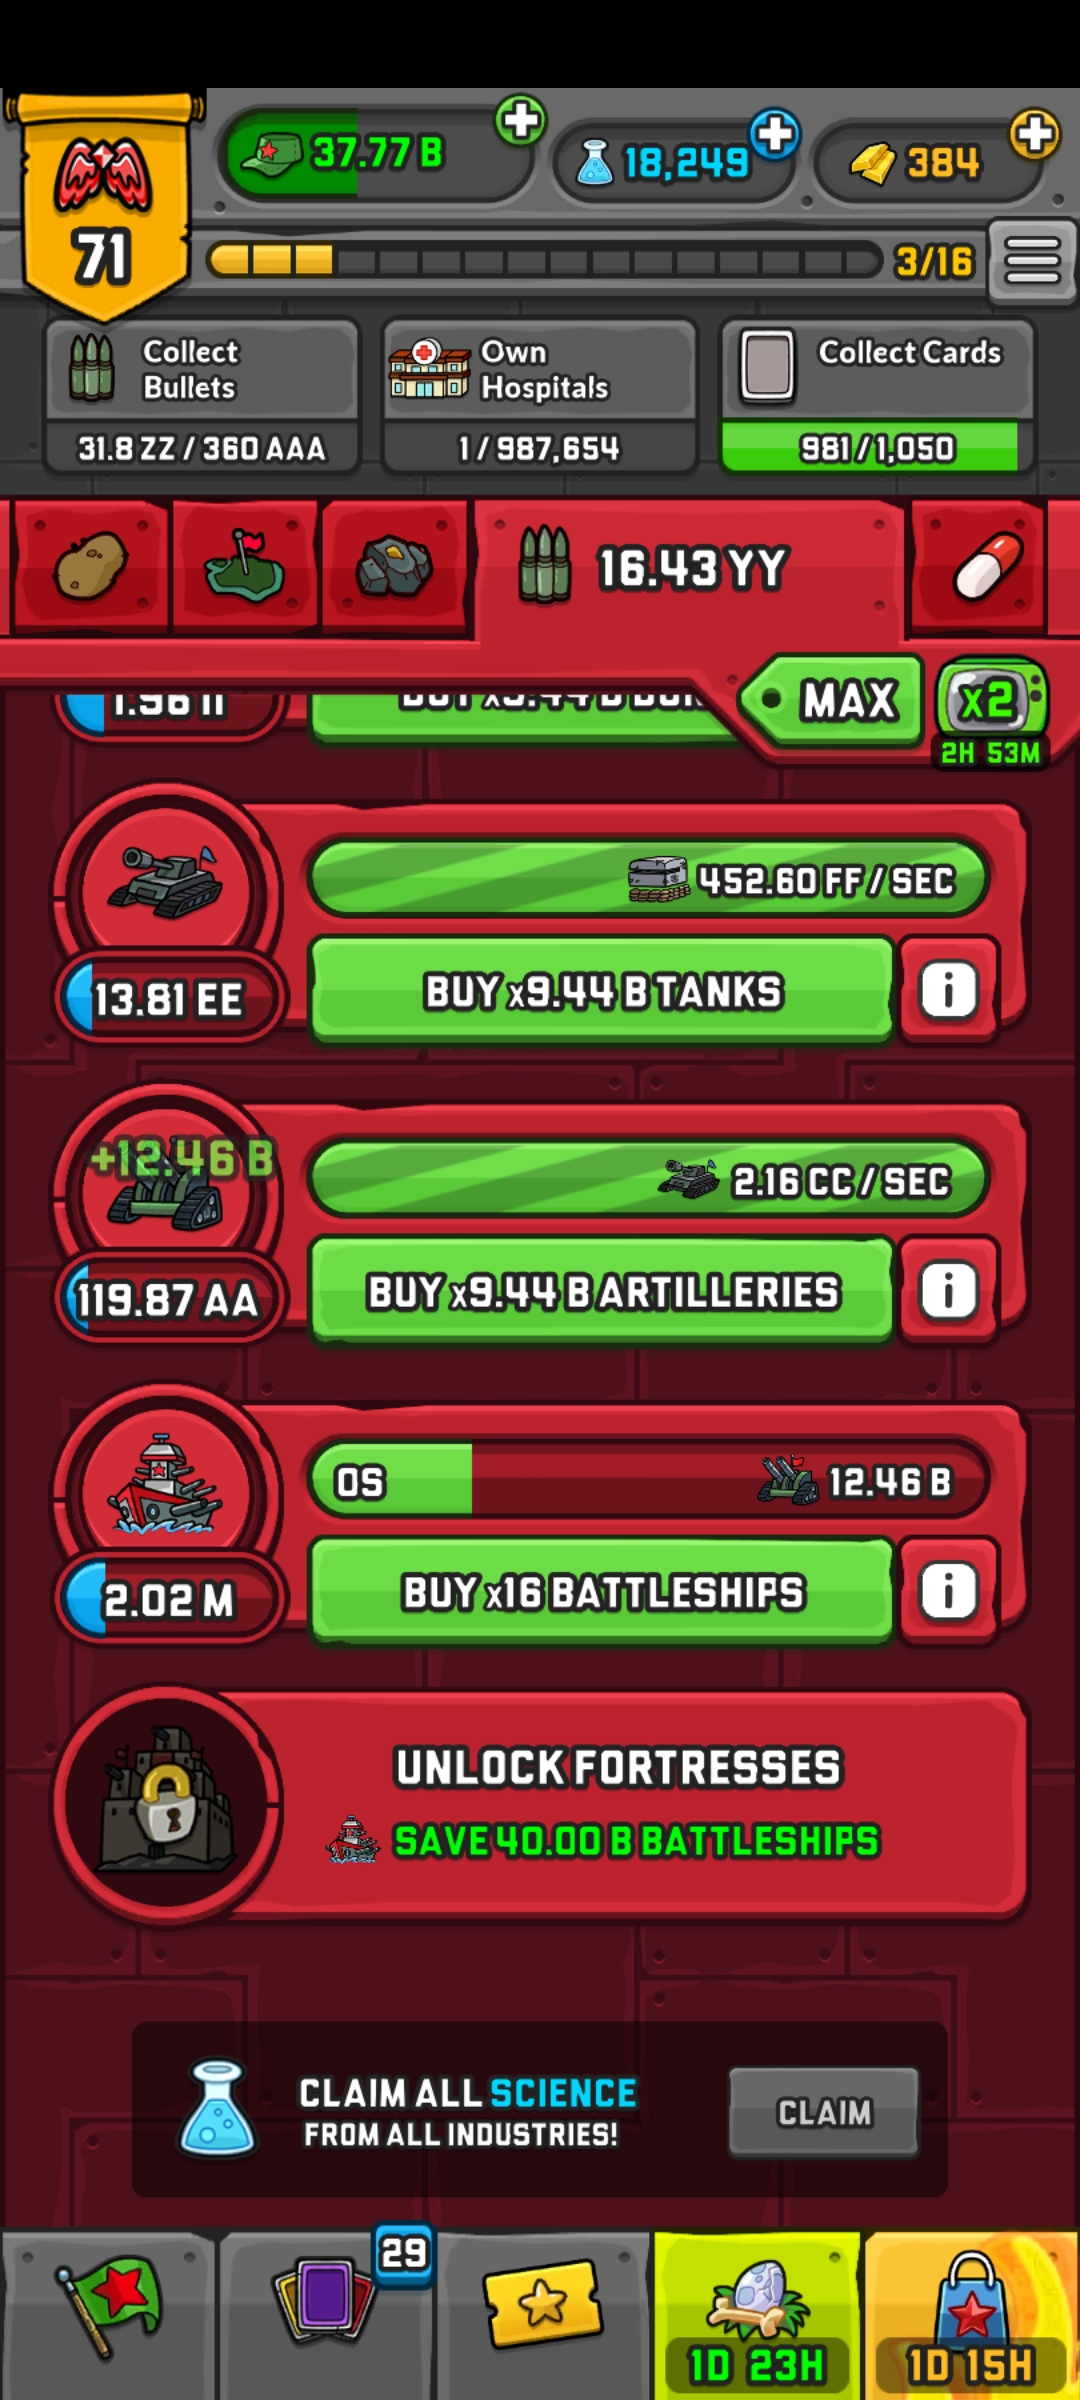 37.77 B
18,249
384
71
3/16
Collect
Bullets
31.8 ZZ / 360 AAA
Own
Hospitals
1 / 987,654
Collect Cards
981 / 1,050
16.43 YY
MAX
x2
2H 53M
452.60 FF / SEC
13.81 EE
BUY x9.44 B TANKS
i
+12.46 B
2.16 CC / SEC
119.87 AA
BUY x9.44 B ARTILLERIES
i
0S
12.46 B
2.02 M
BUY x16 BATTLESHIPS
i
UNLOCK FORTRESSES
SAVE 40.00 B BATTLESHIPS
CLAIM ALL SCIENCE
FROM ALL INDUSTRIES!
CLAIM
29
1D 23H
1D 15H